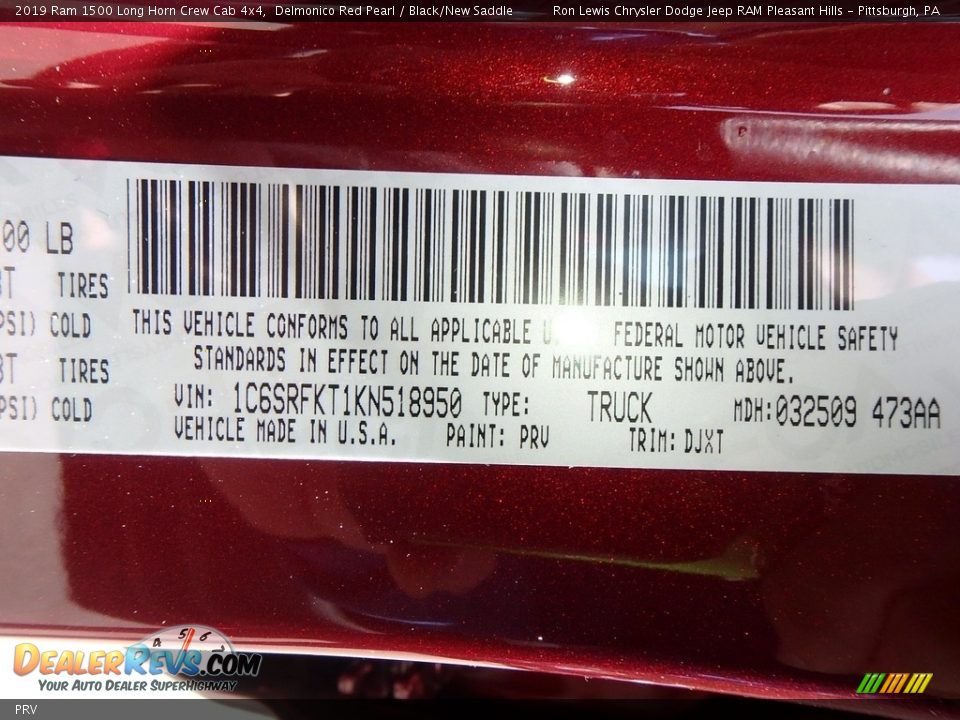 2019 Ram 1500 Long Horn Crew Cab 4x4, Delmonico Red Pearl / Black/New Saddle Ron Lewis Chrysler Dodge Jeep RAM Pleasant Hills - Pittsburgh, PA
00 LB
TIRES
PSI) COLD
TIRES
PSI) COLD
THIS VEHICLE CONFORMS TO ALL APPLICABLE U. FEDERAL MOTOR VEHICLE SAFETY
STANDARDS IN EFFECT ON THE DATE OF MANUFACTURE SHOWN ABOVE.
VIN: 1C6SRFKT1KN518950 TYPE: TRUCK MDH:032509 473AA
VEHICLE MADE IN U.S.A. PAINT: PRV TRIM: DJXT
4 5 6
DEALERREVS.COM
YOUR AUTO DEALER SUPERHIGHWAY
PRV